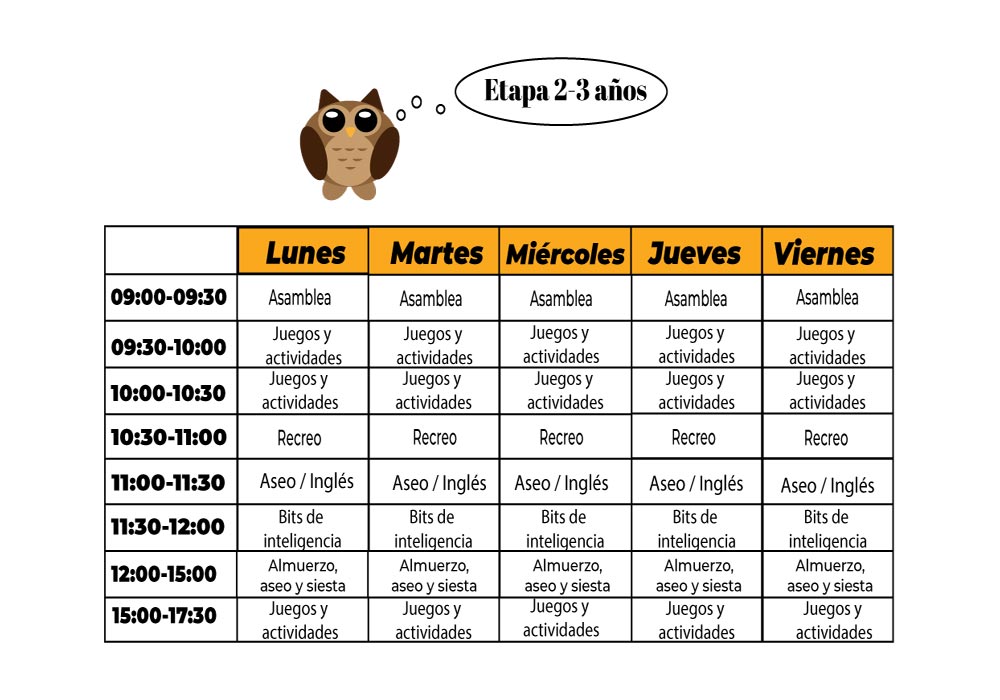 Etapa 2-3 años
Lunes Martes Miércoles Jueves Viernes
09:00-09:30 Asamblea Asamblea Asamblea Asamblea Asamblea
Juegos y Juegos y Juegos y Juegos y Juegos y
09:30-10:00 actividades actividades actividades actividades actividades
Juegos y Juegos y Juegos y Juegos y Juegos y
10:00-10:30 actividades actividades actividades actividades actividades
10:30-11:00 Recreo Recreo Recreo Recreo Recreo
11:00-11:30 Aseo / Inglés Aseo / Inglés Aseo / Inglés Aseo / Inglés Aseo / Inglés
Bits de Bits de Bits de Bits de Bits de
11:30-12:00 inteligencia inteligencia inteligencia inteligencia inteligencia
Almuerzo, Almuerzo, Almuerzo, Almuerzo, Almuerzo,
12:00-15:00 aseo y siesta aseo y siesta aseo y siesta aseo y siesta aseo y siesta
Juegos y Juegos y Juegos y Juegos y Juegos y
15:00-17:30 actividades actividades actividades actividades actividades